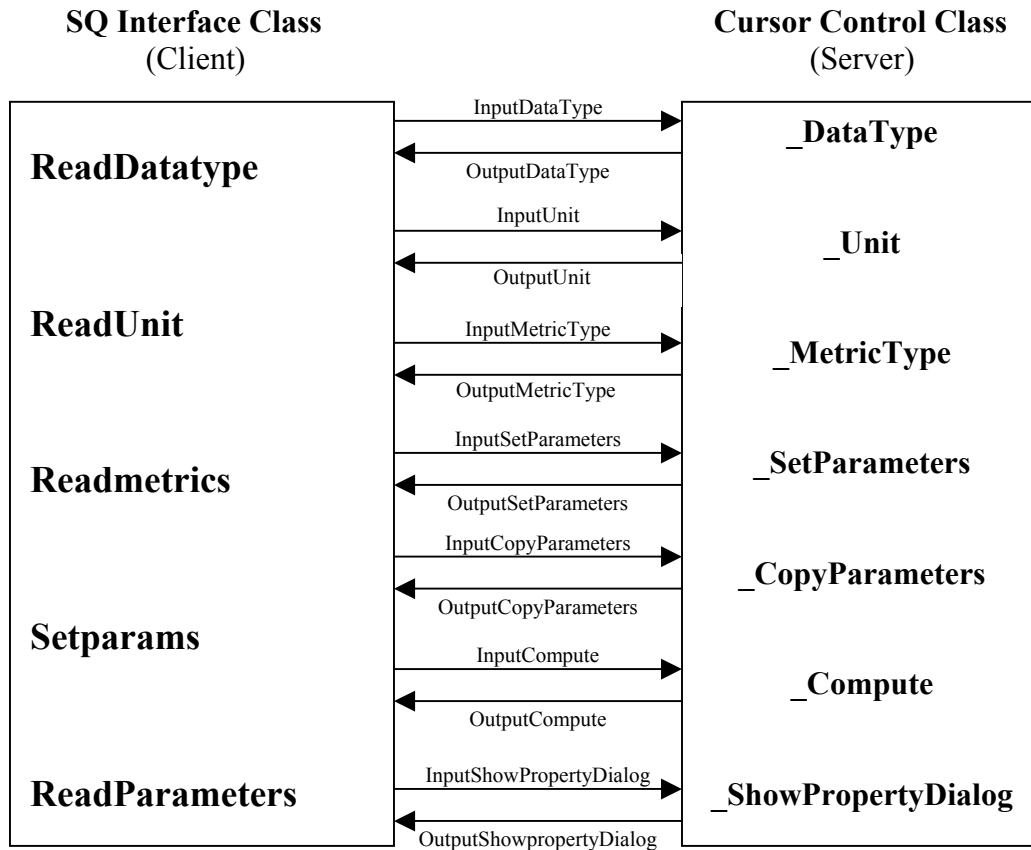 SQ Interface Class
(Client)
Cursor Control Class
(Server)
InputDataType
_DataType
ReadDatatype
OutputDataType
InputUnit
_Unit
OutputUnit
ReadUnit
InputMetricType
_MetricType
OutputMetricType
InputSetParameters
_SetParameters
Readmetrics
OutputSetParameters
InputCopyParameters
_CopyParameters
OutputCopyParameters
Setparams
InputCompute
_Compute
OutputCompute
InputShowPropertyDialog
ReadParameters
_ShowPropertyDialog
OutputShowpropertyDialog